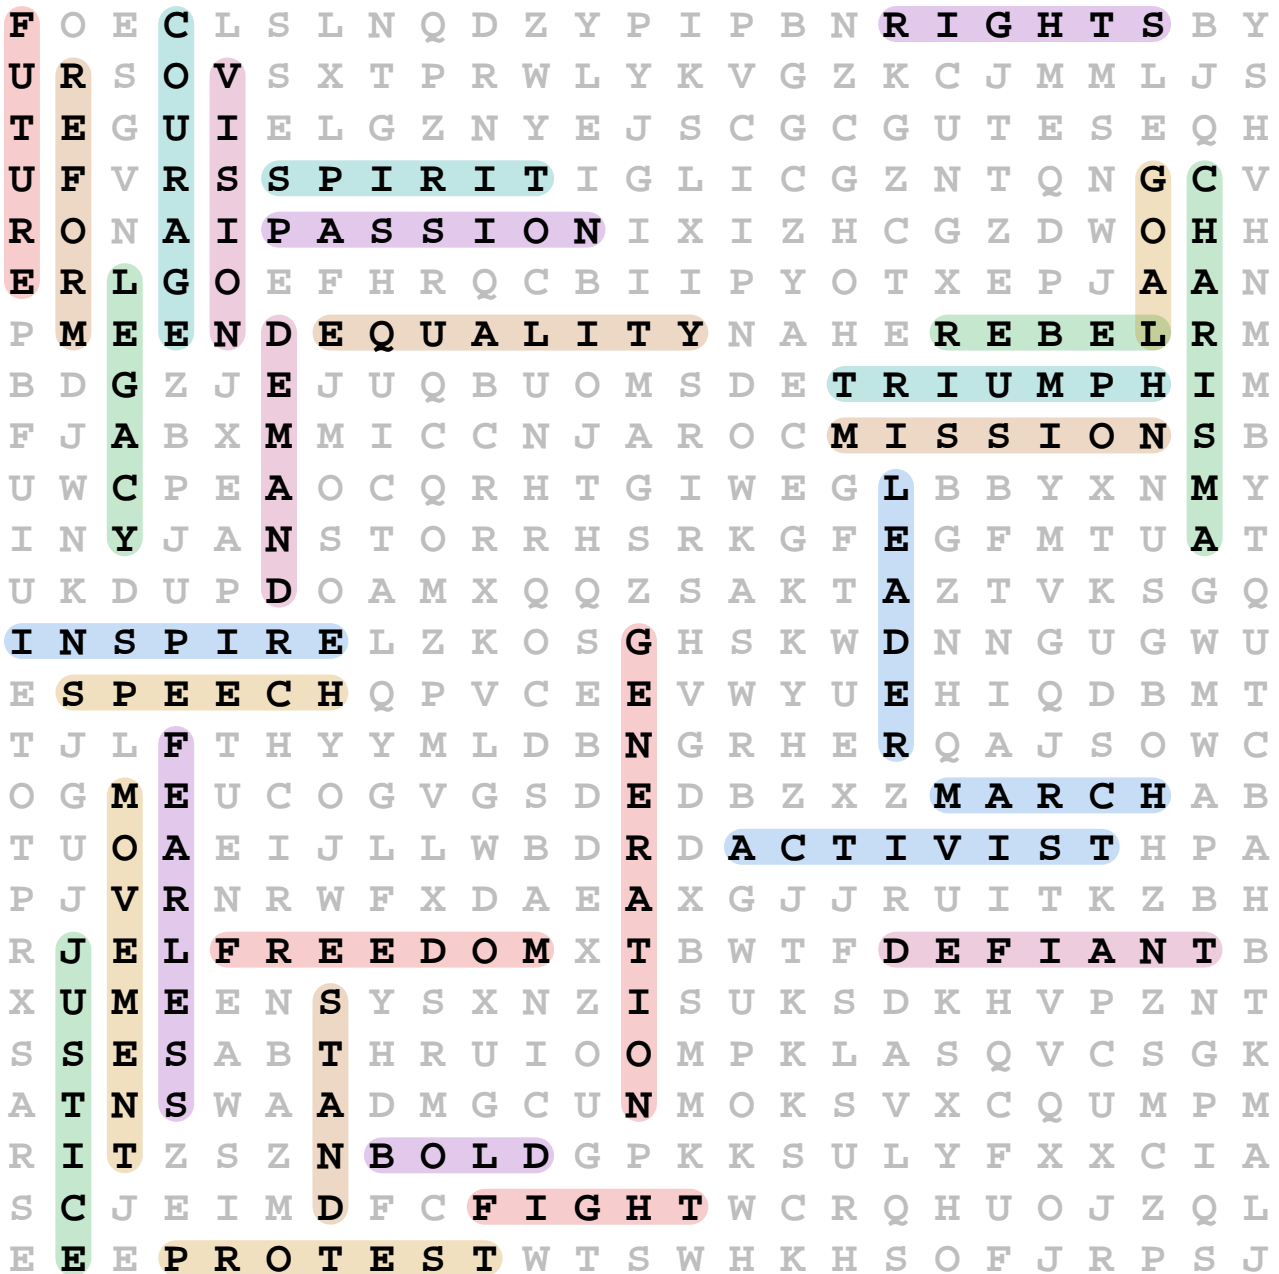 F O E C L S L N Q D Z Y P I P B N R I G H T S B Y
U R S O V S X T P R W L Y K V G Z K C J M M L J S
T E G U I E L G Z N Y E J S C G C G U T E S E Q H
U F V R S S P I R I T I G L I C G Z N T Q N G C V
R O N A I P A S S I O N I X I Z H C G Z D W O H H
E R L G O E F H R Q C B I I P Y O T X E P J A A N
P M E E N D E Q U A L I T Y N A H E R E B E L R M
B D G Z J E J U Q B U O M S D E T R I U M P H I M
F J A B X M M I C C N J A R O C M I S S I O N S B
U W C P E A O C Q R H T G I W E G L B B Y X N M Y
I N Y J A N S T O R R H S R K G F E G F M T U A T
U K D U P D O A M X Q Q Z S A K T A Z T V K S G Q
I N S P I R E L Z K O S G H S K W D N N G U G W U
E S P E E C H Q P V C E E V W Y U E H I Q D B M T
T J L F T H Y Y M L D B N G R H E R Q A J S O W C
O G M E U C O G V G S D E D B Z X Z M A R C H A B
T U O A E I J L L W B D R D A C T I V I S T H P A
P J V R N R W F X D A E A X G J J R U I T K Z B H
R J E L F R E E D O M X T B W T F D E F I A N T B
X U M E E N S Y S X N Z I S U K S D K H V P Z N T
S S E S A B T H R U I O O M P K L A S Q V C S G K
A T N S W A A D M G C U N M O K S V X C Q U M P M
R I T Z S Z N B O L D G P K K S U L Y F X X C I A
S C J E I M D F C F I G H T W C R Q H U O J Z Q L
E E E P R O T E S T W T S W H K H S O F J R P S J